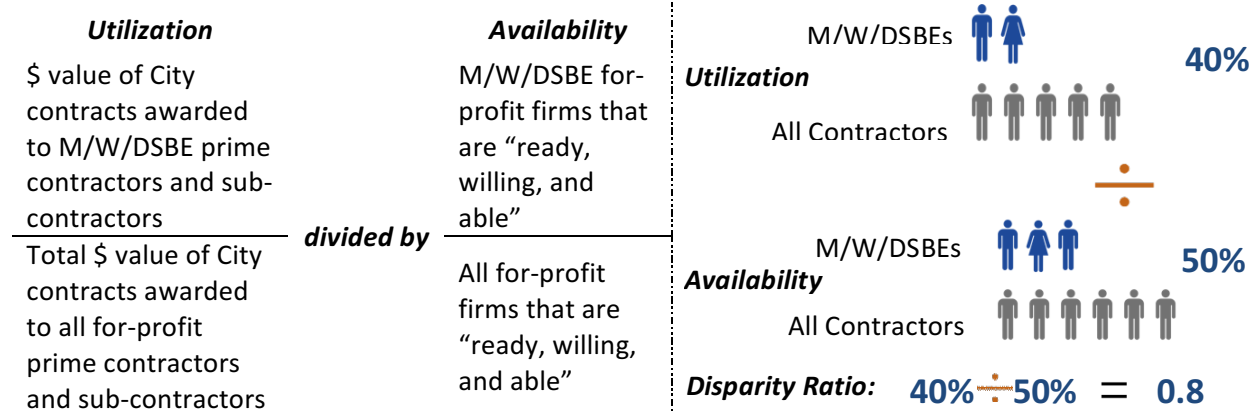 Utilization
$ value of City
contracts awarded
to M/W/DSBE prime
contractors and sub-
contractors
Total $ value of City
contracts awarded
to all for-profit
prime contractors
and sub-contractors
divided by
Availability
M/W/DSBE for-
profit firms that
are “ready,
willing, and
able”
All for-profit
firms that are
“ready, willing,
and able”
M/W/DSBEs
40%
Utilization
All Contractors
÷
M/W/DSBEs
50%
Availability
All Contractors
Disparity Ratio: 40% ÷ 50% = 0.8